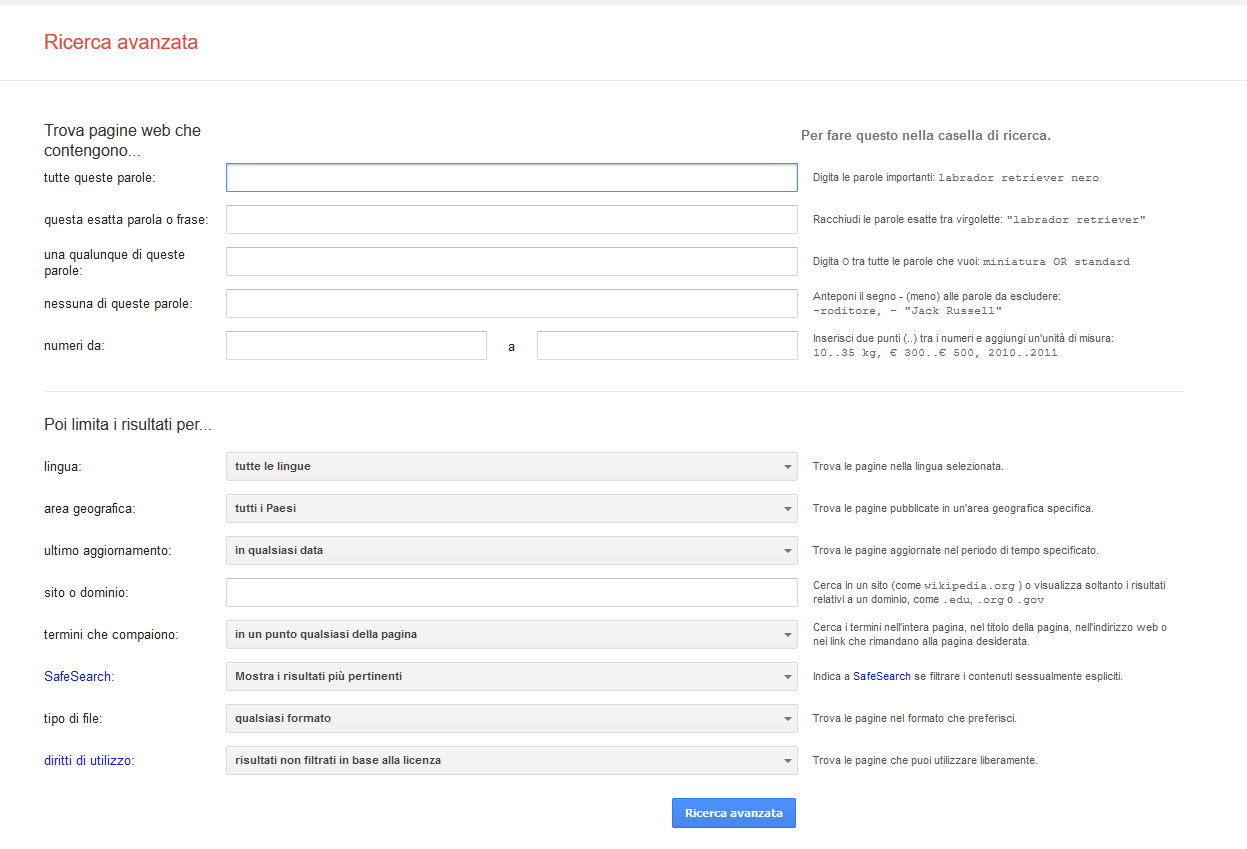 Ricerca avanzata
Trova pagine web che
contengono...
Per fare questo nella casella di ricerca.
tutte queste parole:
Digita le parole importanti: labrador retriever nero
questa esatta parola o frase:
Racchiudi le parole esatte tra virgolette: "labrador retriever"
una qualunque di queste
parole:
Digita O tra tutte le parole che vuoi: miniatura OR standard
nessuna di queste parole:
Anteponi il segno - (meno) alle parole da escludere:
-roditore, - "Jack Russell"
numeri da:
a
Inserisci due punti (..) tra i numeri e aggiungi un'unità di misura:
10..35 kg, € 300..€ 500, 2010..2011
Poi limita i risultati per...
lingua:
tutte le lingue
Trova le pagine nella lingua selezionata.
area geografica:
tutti i Paesi
Trova le pagine pubblicate in un'area geografica specifica.
ultimo aggiornamento:
in qualsiasi data
Trova le pagine aggiornate nel periodo di tempo specificato.
sito o dominio:
Cerca in un sito (come wikipedia.org ) o visualizza soltanto i risultati
relativi a un dominio, come .edu, .org o .gov
termini che compaiono:
in un punto qualsiasi della pagina
Cerca i termini nell'intera pagina, nel titolo della pagina, nell'indirizzo web o
nei link che rimandano alla pagina desiderata.
SafeSearch:
Mostra i risultati più pertinenti
Indica a SafeSearch se filtrare i contenuti sessualmente espliciti.
tipo di file:
qualsiasi formato
Trova le pagine nel formato che preferisci.
diritti di utilizzo:
risultati non filtrati in base alla licenza
Trova le pagine che puoi utilizzare liberamente.
Ricerca avanzata